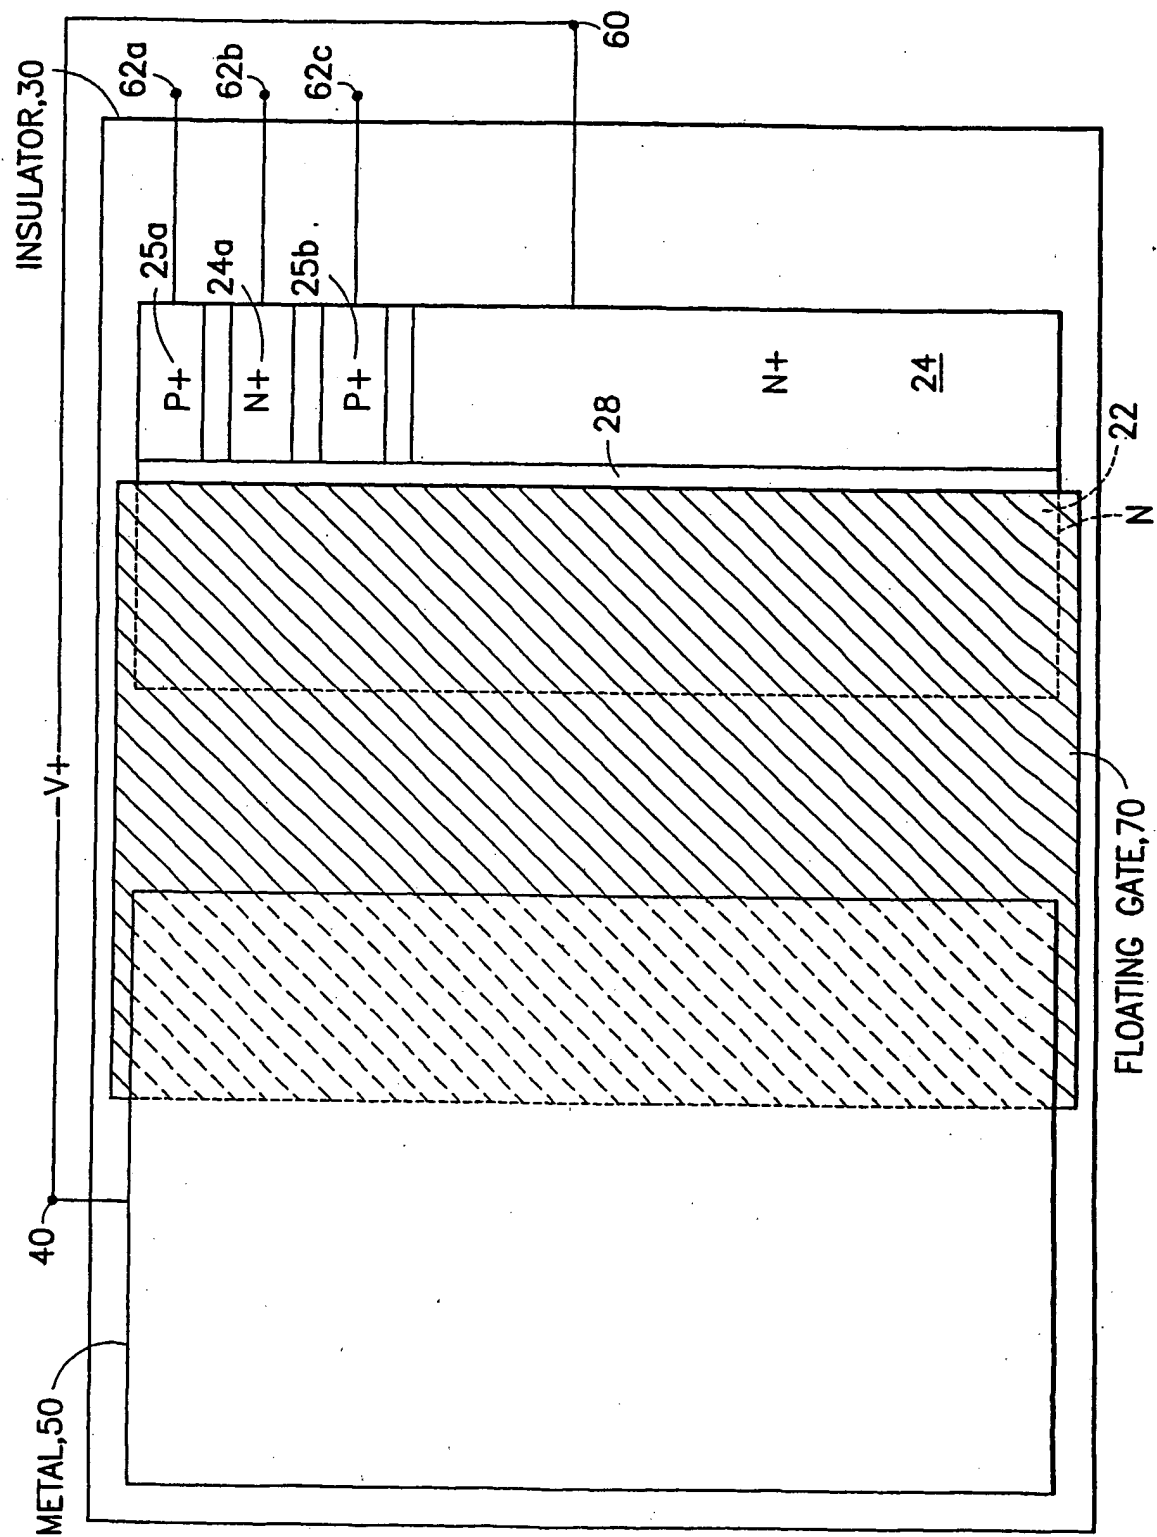 METAL,50
40
V+
INSULATOR,30
62a
62b
62c
60
25a
24a
25b
P+
N+
P+
28
N+
24
22
N
FLOATING GATE,70